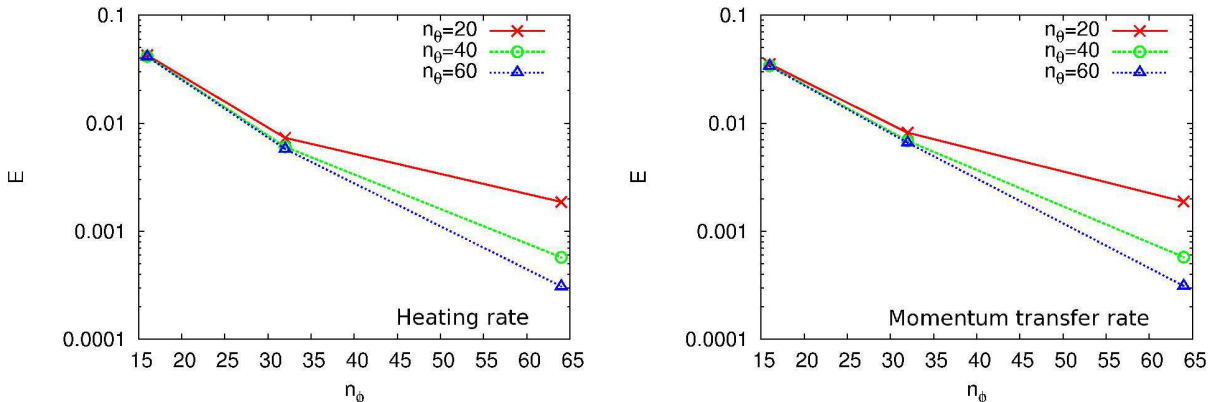 0.1
0.01
0.001
0.0001
E
15 20 25 30 35 40 45 50 55 60 65
nϕ
nθ=20
nθ=40
nθ=60
Heating rate
0.1
0.01
0.001
0.0001
E
15 20 25 30 35 40 45 50 55 60 65
nϕ
nθ=20
nθ=40
nθ=60
Momentum transfer rate